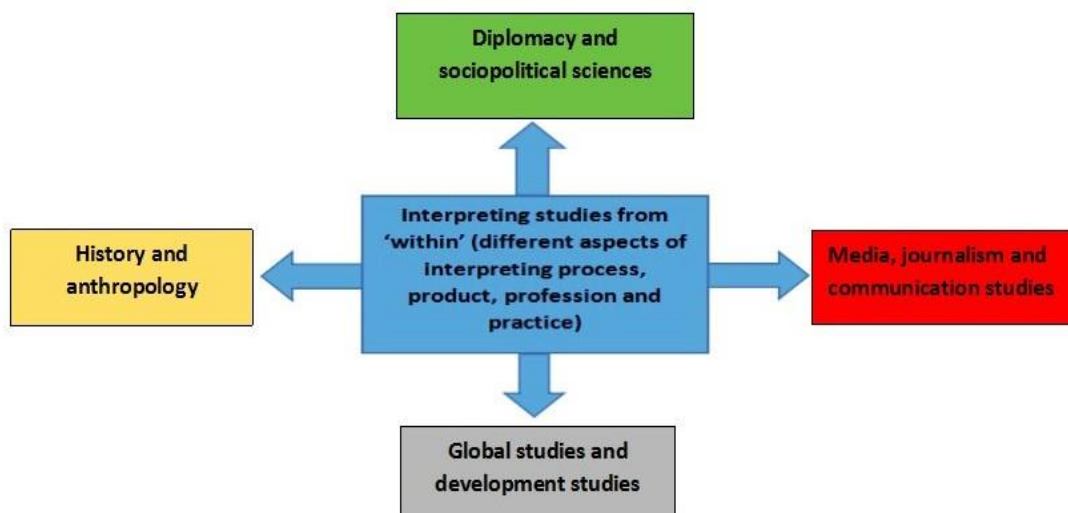 Diplomacy and
sociopolitical sciences
Interpreting studies from
‘within’ (different aspects of
interpreting process,
product, profession and
practice)
History and
anthropology
Media, journalism and
communication studies
Global studies and
development studies